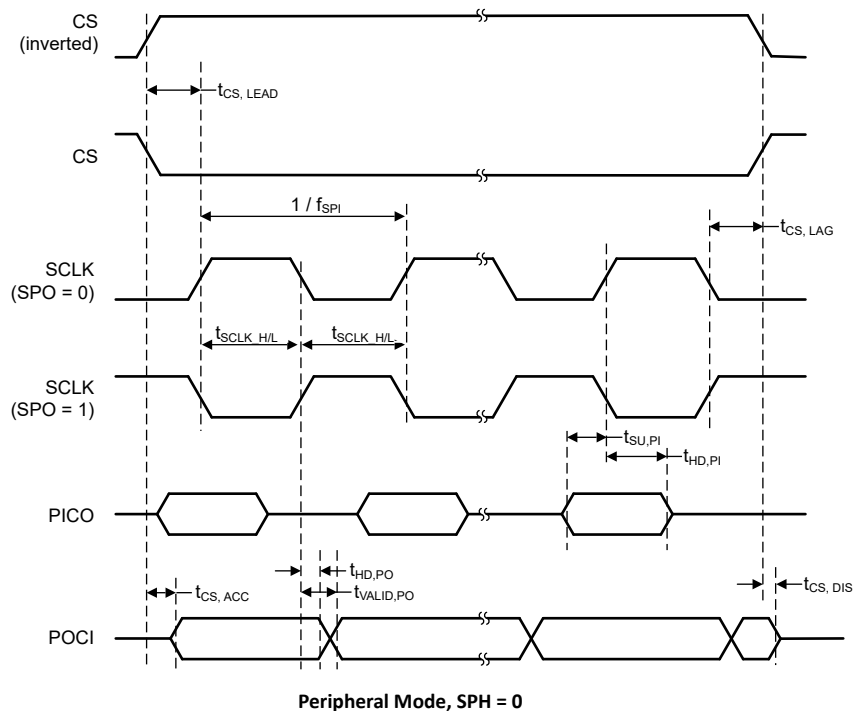 CS
(inverted)
tCS, LEAD
CS
1 / fSPI
tCS, LAG
SCLK
(SPO = 0)
tSCLK_H/L
tSCLK_H/L.
SCLK
(SPO = 1)
tSU,PI
tHD,PI
PICO
tHD,PO
tCS, ACC
tVALID,PO
tCS, DIS
POCI
Peripheral Mode, SPH = 0